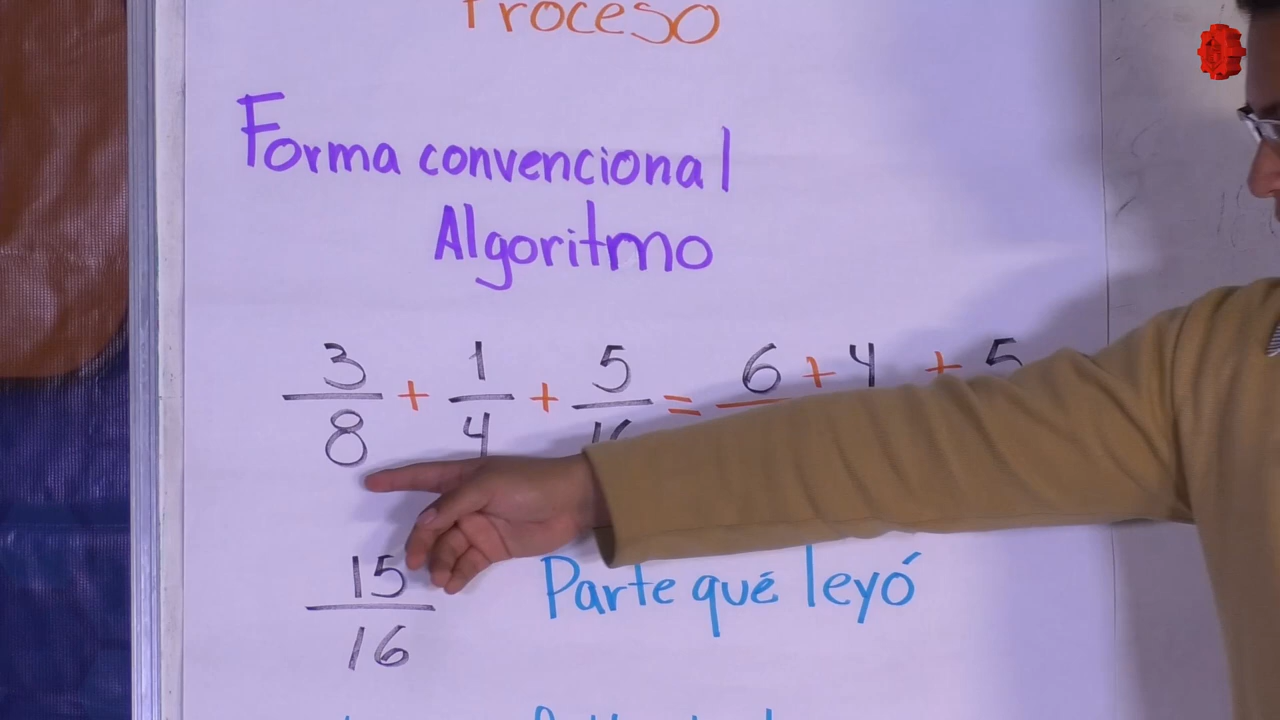 Proceso
Forma convencional
Algoritmo
3/8 + 1/4 + 5/16 = 6 + 4 + 5
15/16 Parte qué leyó